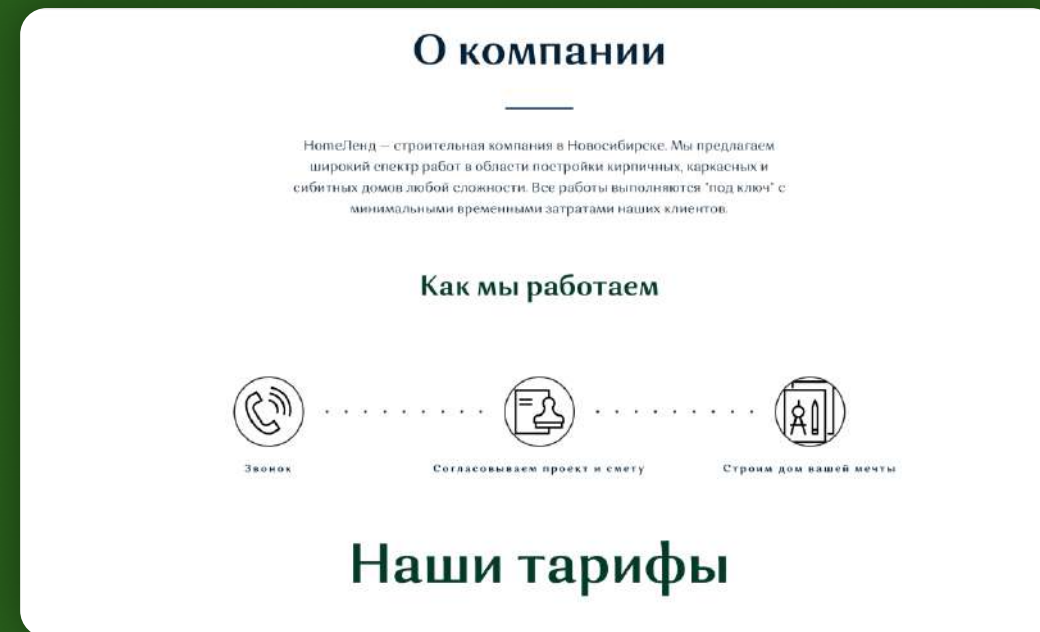 О компании
HomeЛенд – строительная компания в Новосибирске. Мы предлагаем
широкий спектр работ в области постройки кирпичных, каркасных и
сибитных домов любой сложности. Все работы выполняются "под ключ" с
минимальными временными затратами наших клиентов.
Как мы работаем
Звонок
Согласовываем проект и смету
Строим дом вашей мечты
Наши тарифы